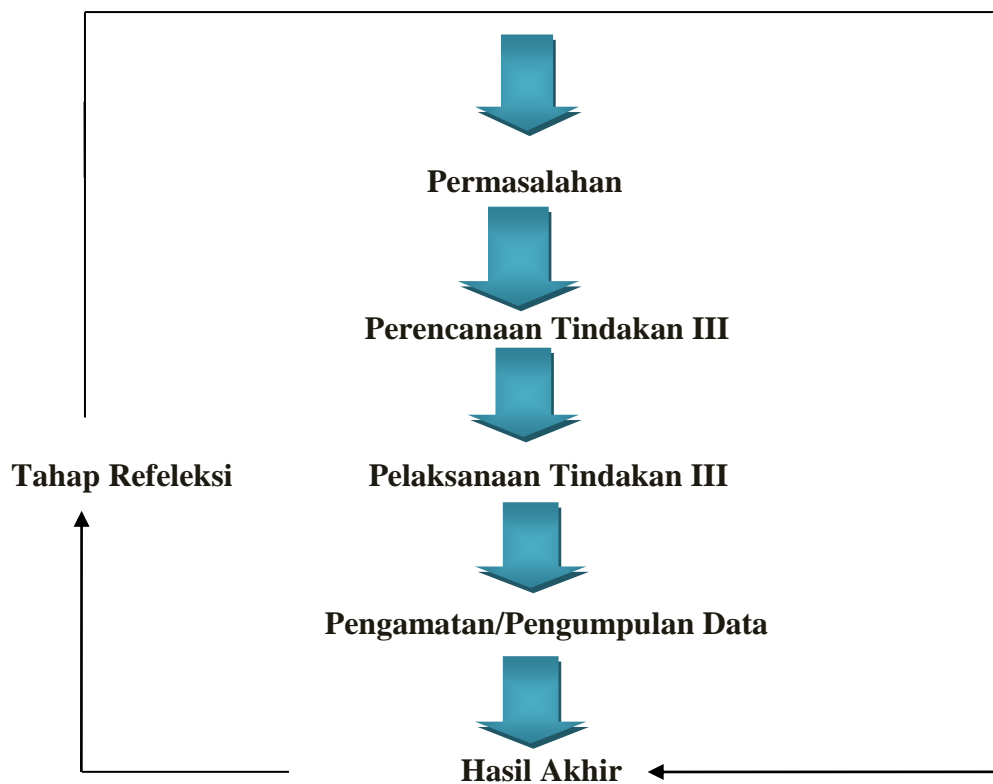 Permasalahan
Perencanaan Tindakan III
Tahap Refeleksi
Pelaksanaan Tindakan III
Pengamatan/Pengumpulan Data
Hasil Akhir